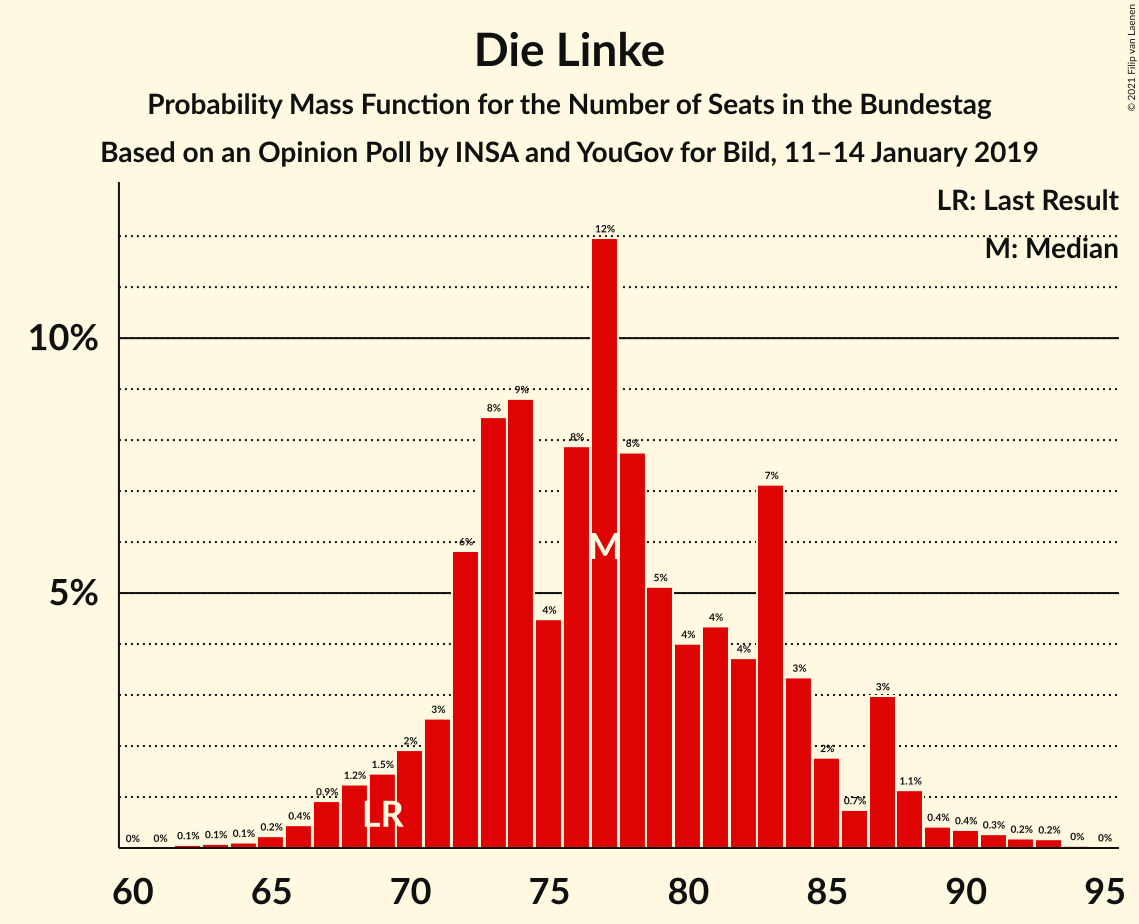 Die Linke
Probability Mass Function for the Number of Seats in the Bundestag
Based on an Opinion Poll by INSA and YouGov for Bild, 11–14 January 2019
© 2021 Filip van Laenen
LR: Last Result
M: Median
10%
5%
0% 0% 0.1% 0.1% 0.1% 0.2% 0.4% 0.9% 1.2% 1.5% 2% 3% 6% 8% 9% 4% 8% 12% 8% 5% 4% 4% 4% 7% 3% 2% 0.7% 3% 1.1% 0.4% 0.4% 0.3% 0.2% 0.2% 0% 0%
M
LR
60 65 70 75 80 85 90 95